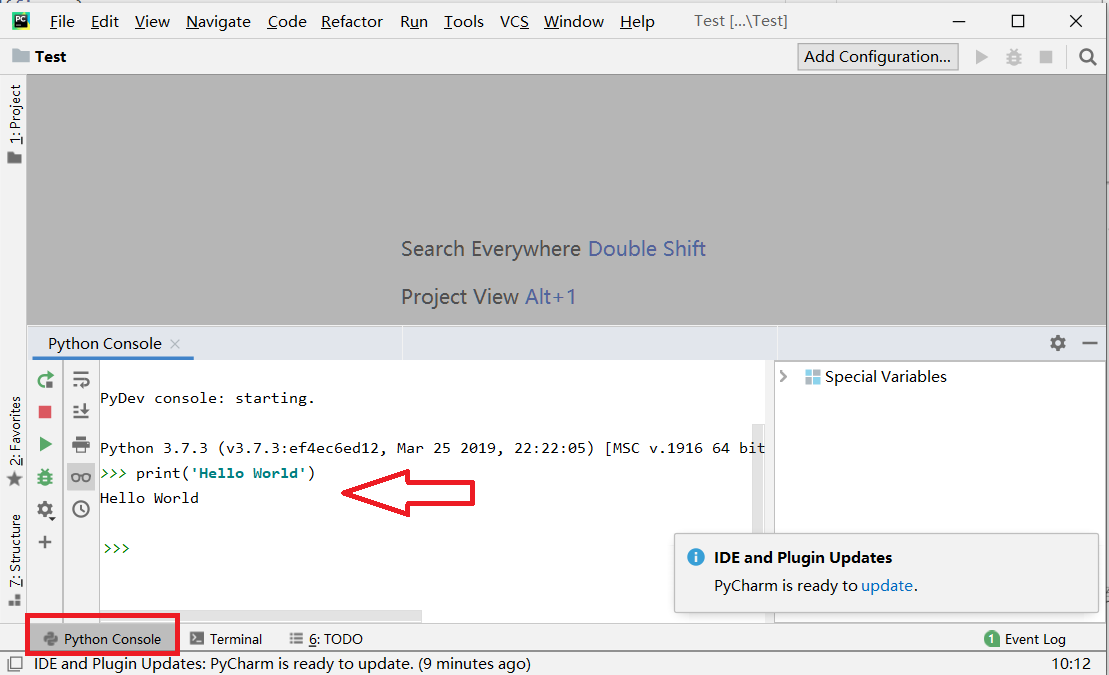 PC
File Edit View Navigate Code Refactor Run Tools VCS Window Help Test [...\Test]
Test
Add Configuration...
1: Project
Search Everywhere Double Shift
Project View Alt+1
Python Console
PyDev console: starting.
Python 3.7.3 (v3.7.3:ef4ec6ed12, Mar 25 2019, 22:22:05) [MSC v.1916 64 bit
>>> print('Hello World')
Hello World
>>>
Special Variables
2: Favorites
7: Structure
IDE and Plugin Updates
PyCharm is ready to update.
Python Console Terminal 6: TODO
1 Event Log
IDE and Plugin Updates: PyCharm is ready to update. (9 minutes ago)
10:12